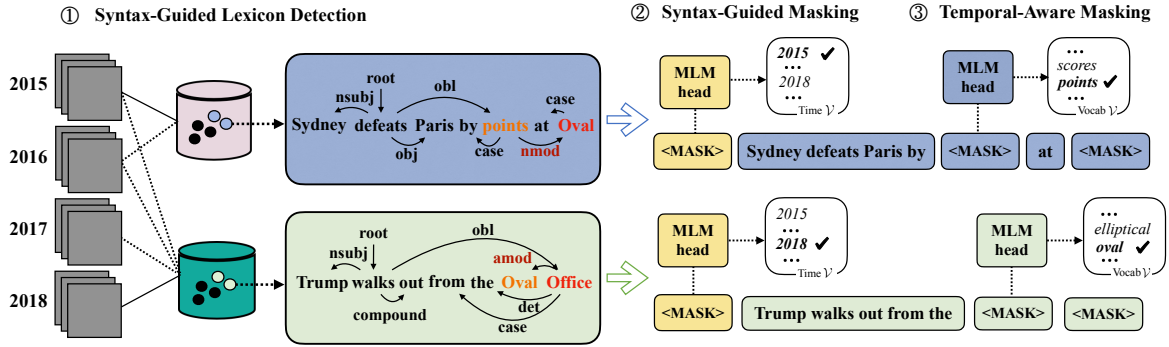 ① Syntax-Guided Lexicon Detection
② Syntax-Guided Masking
③ Temporal-Aware Masking
2015
2016
2017
2018
root
nsubj
obl
case
Sydney defeats Paris by points at Oval
obj
case
nmod
root
nsubj
obl
amod
Trump walks out from the Oval Office
compound
det
case
MLM head
2015 ✔
...
2018
...
Time 𝒱
<MASK> Sydney defeats Paris by <MASK> at <MASK>
MLM head
...
scores
points ✔
Vocab 𝒱
MLM head
2015
...
2018 ✔
...
Time 𝒱
<MASK> Trump walks out from the <MASK> <MASK>
MLM head
...
elliptical
oval ✔
Vocab 𝒱